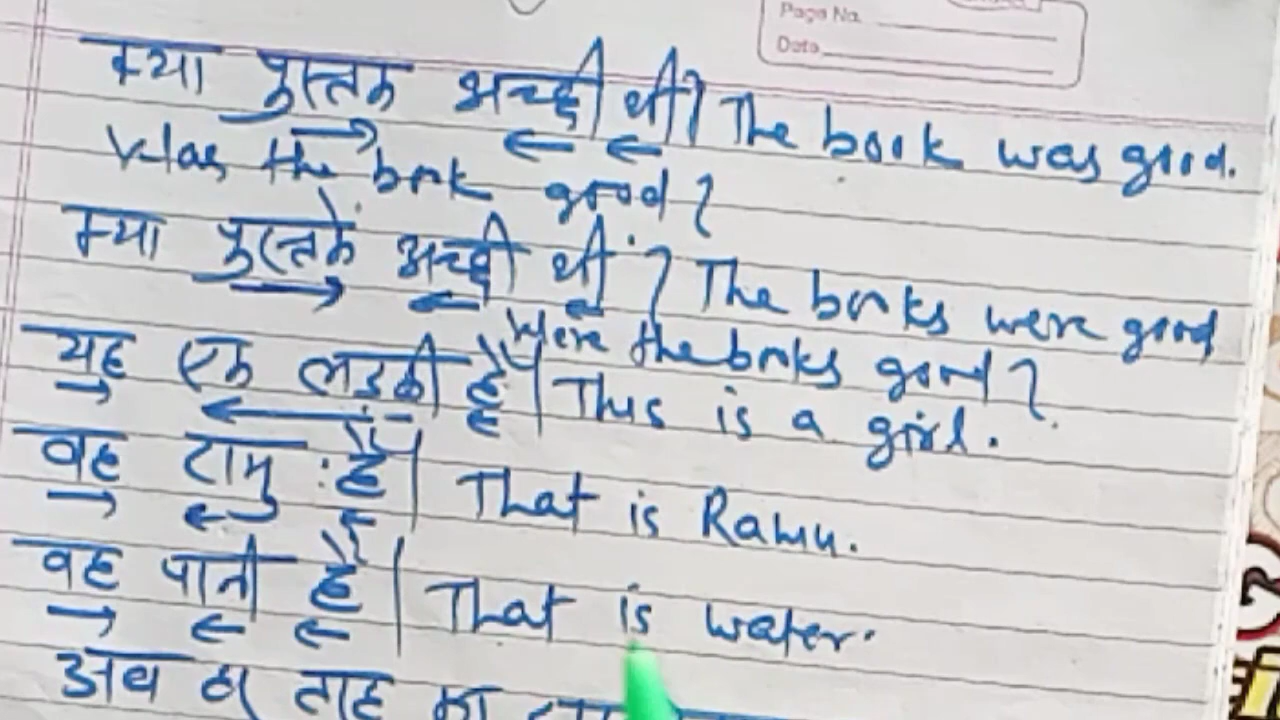 Page No.
Date
क्या पुस्तक अच्छी थी? The book was good.
Was the book good?
क्या पुस्तकें अच्छी थीं? The books were good
Were the books good?
यह एक लड़की है। This is a girl.
वह रामु है। That is Ramu.
वह पानी है। That is water.
अब